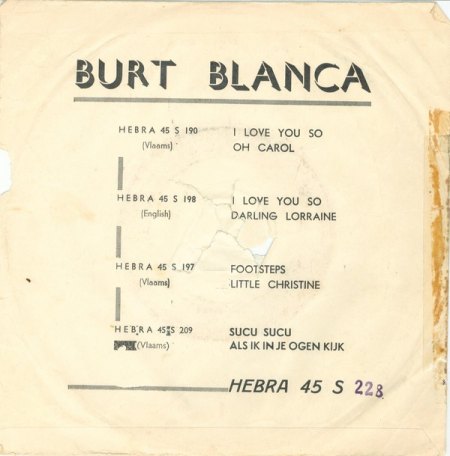 BURT BLANCA
HEBRA 45 S 190 I LOVE YOU SO
(Vlaams) OH CAROL
HEBRA 45 S 198 I LOVE YOU SO
(English) DARLING LORRAINE
HEBRA 45 S 197 FOOTSTEPS
(Vlaams) LITTLE CHRISTINE
HEBRA 45 S 209 SUCU SUCU
(Vlaams) ALS IK IN JE OGEN KIJK
HEBRA 45 S 228